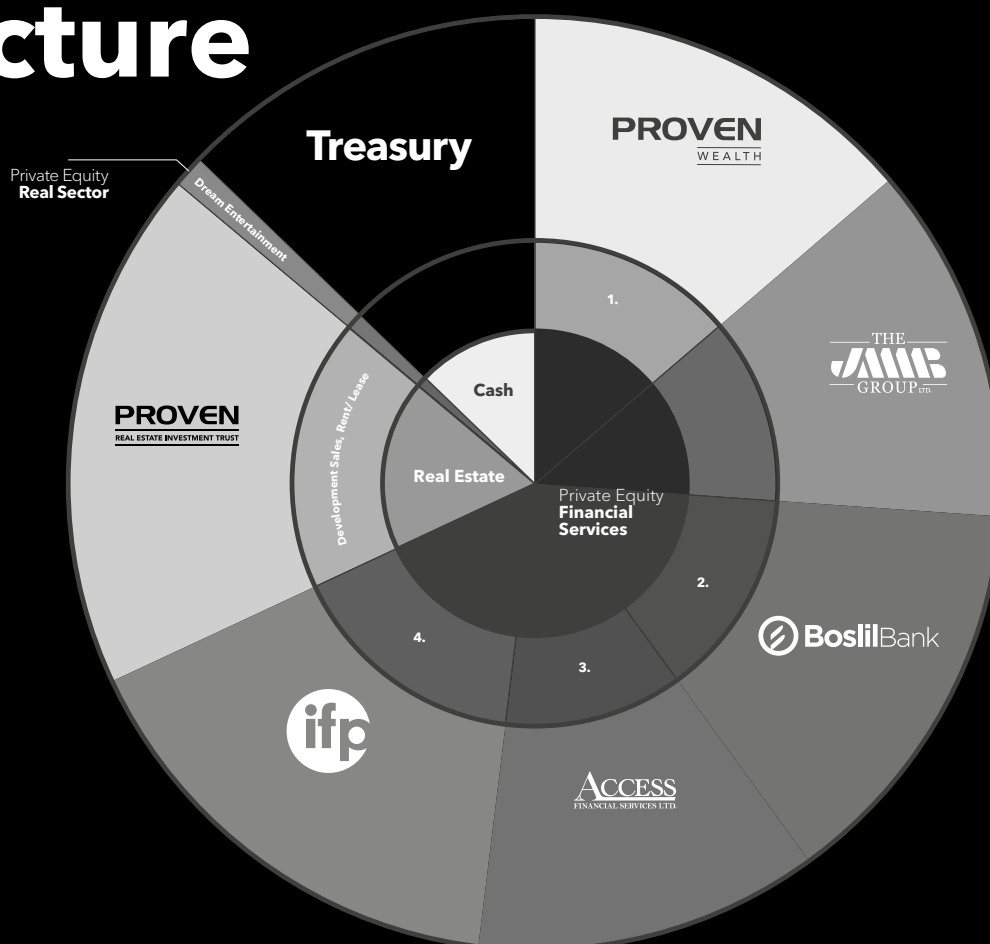 cture
Treasury
PROVEN
WEALTH
Private Equity
Real Sector
Dream Entertainment
1.
THE
JMMB
GROUP LTD.
Cash
PROVEN
REAL ESTATE INVESTMENT TRUST
Development Sales, Rent/ Lease
Real Estate
Private Equity
Financial
Services
2.
BoslilBank
4.
3.
ifp
ACCESS
FINANCIAL SERVICES LTD.